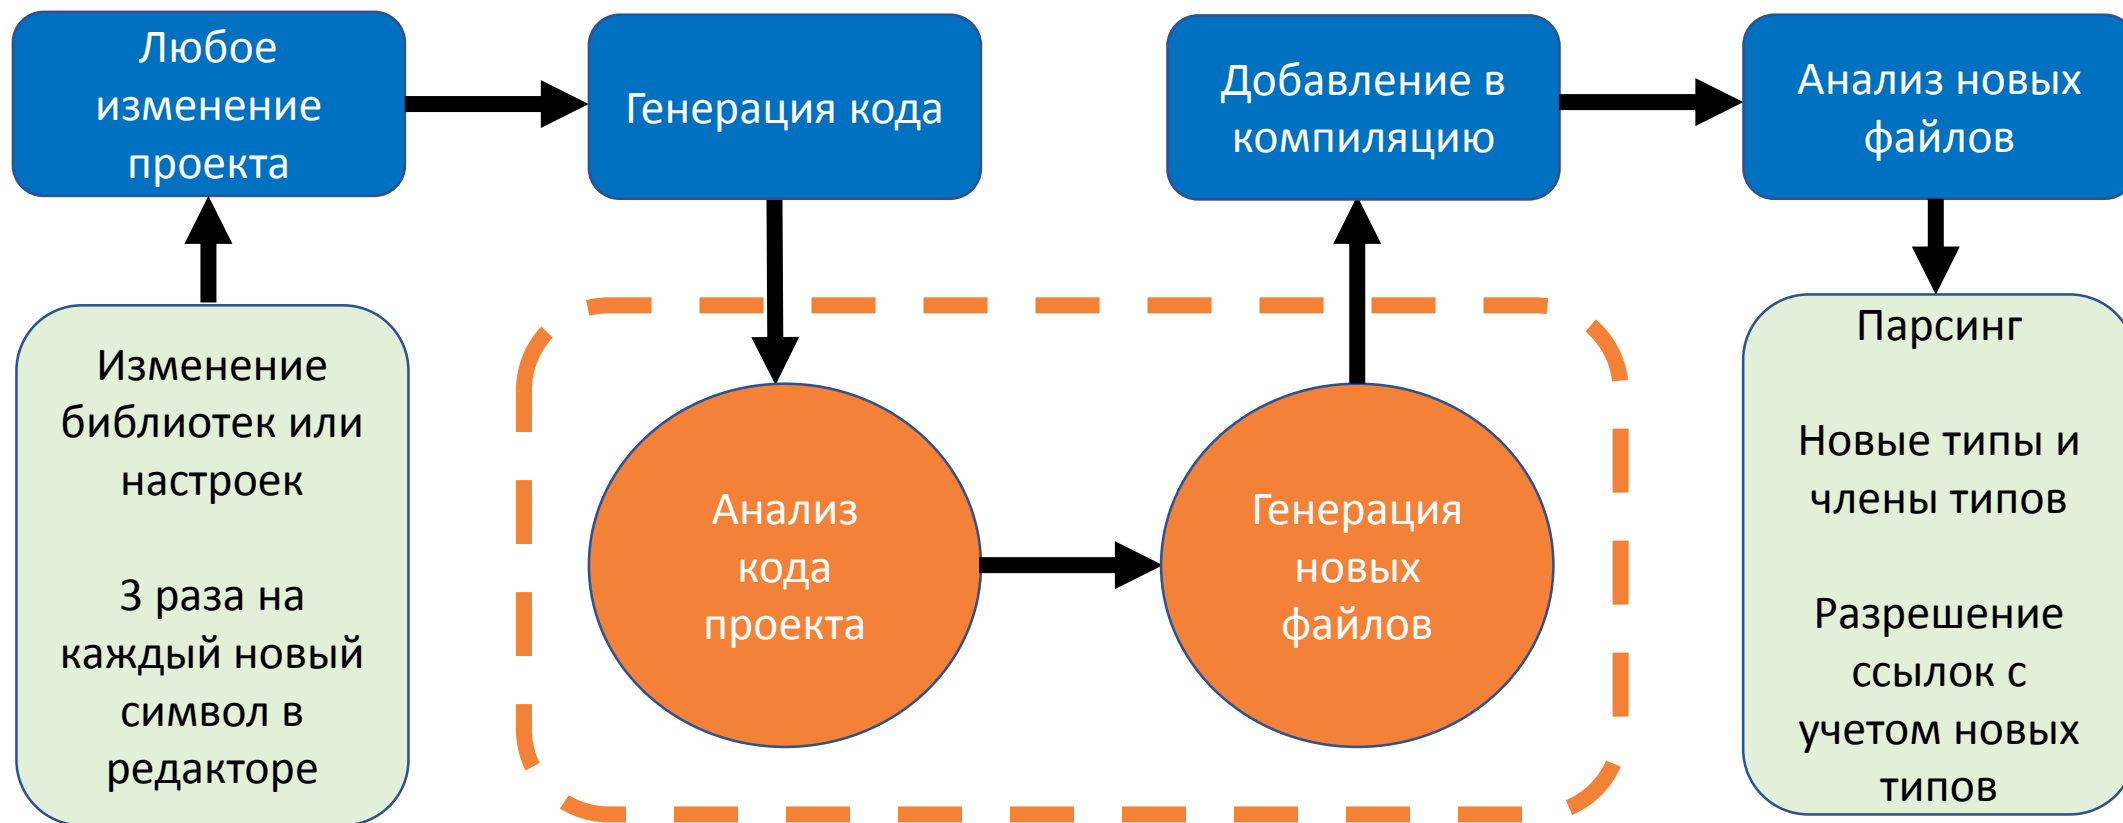 Любое
изменение
проекта
Генерация кода
Добавление в
компиляцию
Анализ новых
файлов
Изменение
библиотек или
настроек
3 раза на
каждый новый
символ в
редакторе
Анализ
кода
проекта
Генерация
новых
файлов
Парсинг
Новые типы и
члены типов
Разрешение
ссылок с
учетом новых
типов